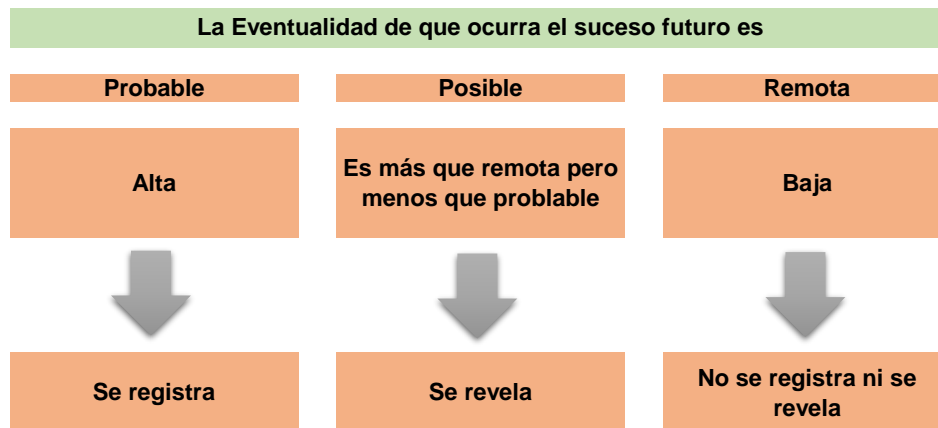 La Eventualidad de que ocurra el suceso futuro es
Probable
Posible
Remota
Alta
Es más que remota pero
menos que problable
Baja
Se registra
Se revela
No se registra ni se
revela